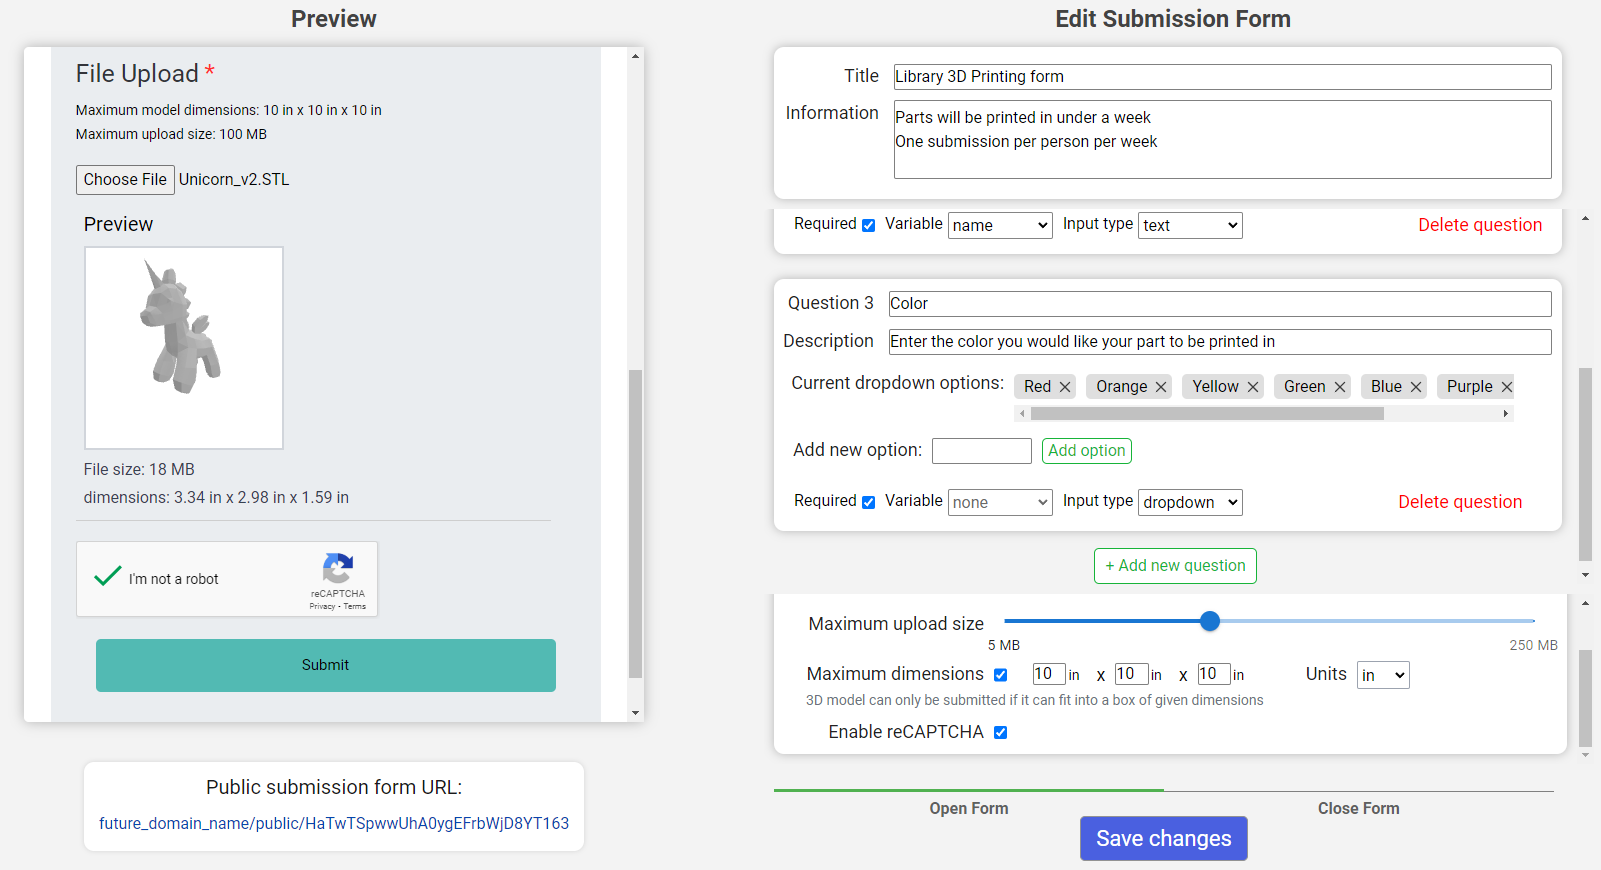 Preview
File Upload *
Maximum model dimensions: 10 in x 10 in x 10 in
Maximum upload size: 100 MB
Choose File Unicorn_v2.STL
Preview
File size: 18 MB
dimensions: 3.34 in x 2.98 in x 1.59 in
I'm not a robot
reCAPTCHA
Privacy - Terms
Submit
Public submission form URL:
future_domain_name/public/HaTwTSpwwUhA0ygEFrbWjD8YT163
Edit Submission Form
Title Library 3D Printing form
Information Parts will be printed in under a week
One submission per person per week
Required Variable name Input type text Delete question
Question 3 Color
Description Enter the color you would like your part to be printed in
Current dropdown options: Red Orange Yellow Green Blue Purple
Add new option: Add option
Required Variable none Input type dropdown Delete question
+ Add new question
Maximum upload size
5 MB 250 MB
Maximum dimensions 10 in x 10 in x 10 in Units in
3D model can only be submitted if it can fit into a box of given dimensions
Enable reCAPTCHA
Open Form Close Form
Save changes